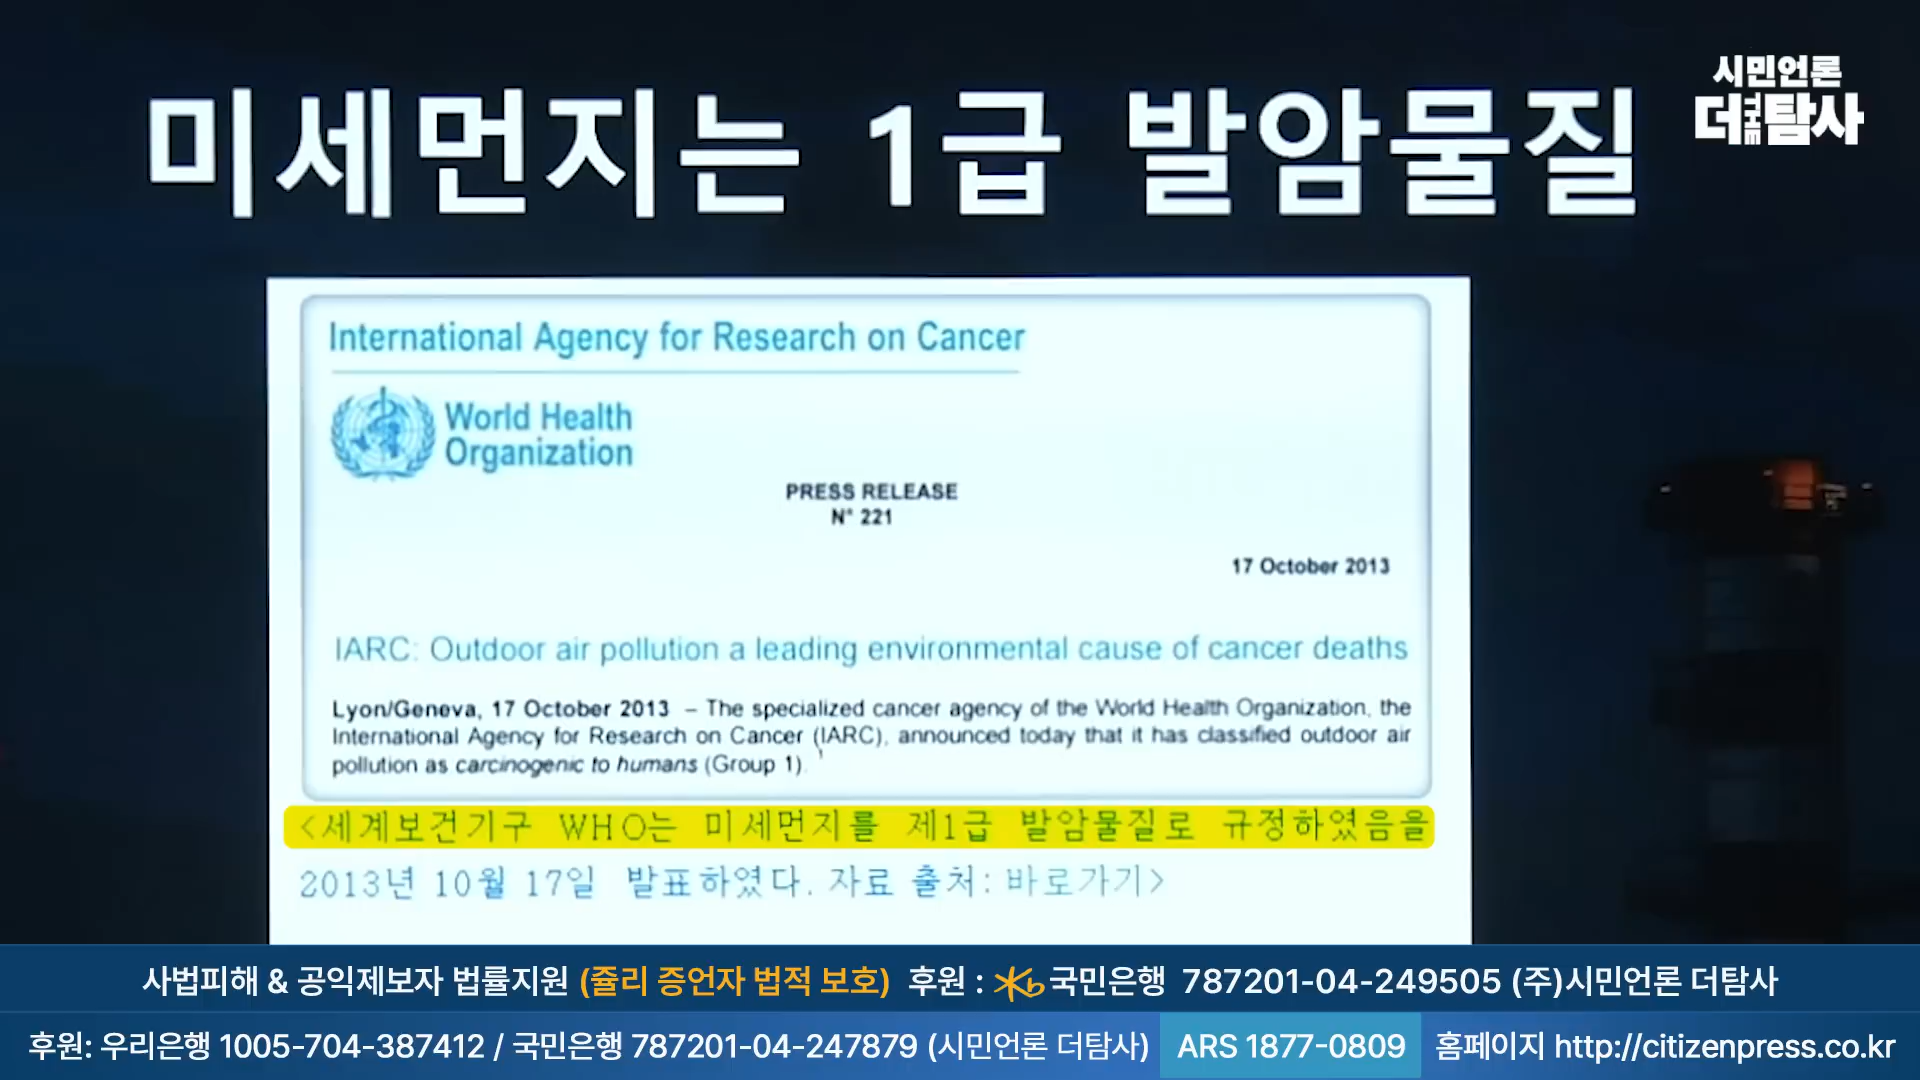 미세먼지는 1급 발암물질
시민언론
더탐사
International Agency for Research on Cancer
World Health
Organization
PRESS RELEASE
N° 221
17 October 2013
IARC: Outdoor air pollution a leading environmental cause of cancer deaths
Lyon/Geneva, 17 October 2013 – The specialized cancer agency of the World Health Organization, the
International Agency for Research on Cancer (IARC), announced today that it has classified outdoor air
pollution as carcinogenic to humans (Group 1). 1
<세계보건기구 WHO는 미세먼지를 제1급 발암물질로 규정하였음을
2013년 10월 17일 발표하였다. 자료 출처: 바로가기>
사법피해 & 공익제보자 법률지원 (쥴리 증언자 법적 보호) 후원 : 국민은행 787201-04-249505 (주)시민언론 더탐사
후원: 우리은행 1005-704-387412 / 국민은행 787201-04-247879 (시민언론 더탐사) ARS 1877-0809 홈페이지 http://citizenpress.co.kr